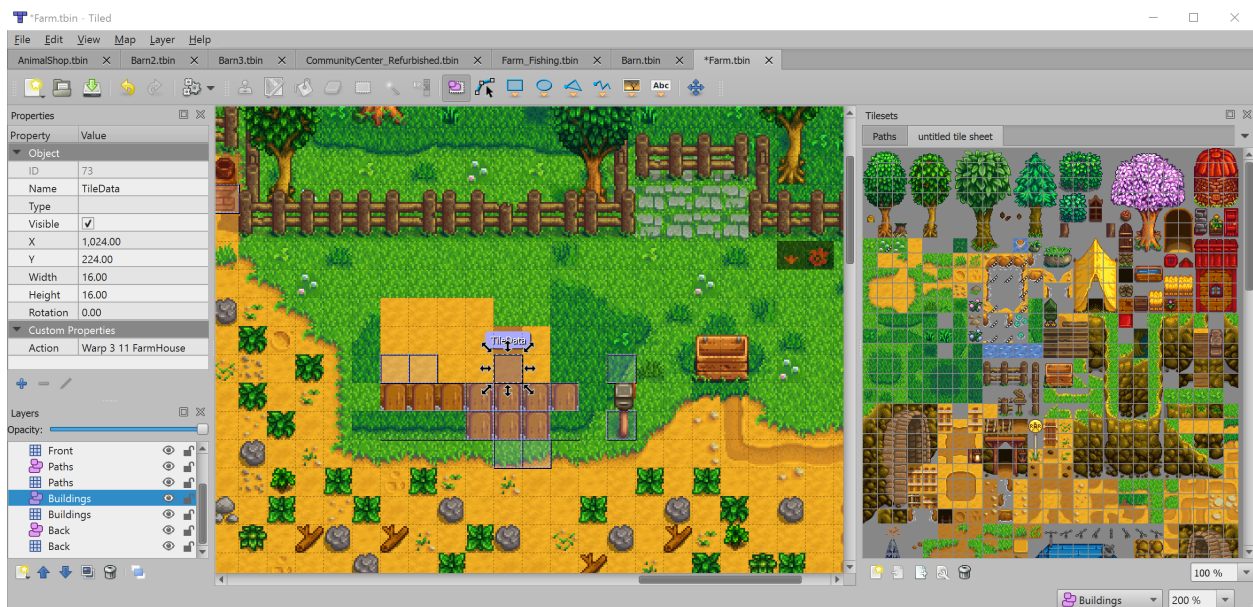 *Farm.tbin - Tiled
File Edit View Map Layer Help
AnimalShop.tbin Barn2.tbin Barn3.tbin CommunityCenter_Refurbished.tbin Farm_Fishing.tbin Barn.tbin *Farm.tbin
Abc
Properties
Property Value
Object
ID 73
Name TileData
Type
Visible
X 1,024.00
Y 224.00
Width 16.00
Height 16.00
Rotation 0.00
Custom Properties
Action Warp 3 11 FarmHouse
Layers
Opacity:
Front
Paths
Paths
Buildings
Buildings
Back
Back
TileData
Tilesets
Paths untitled tile sheet
100 %
Buildings 200 %